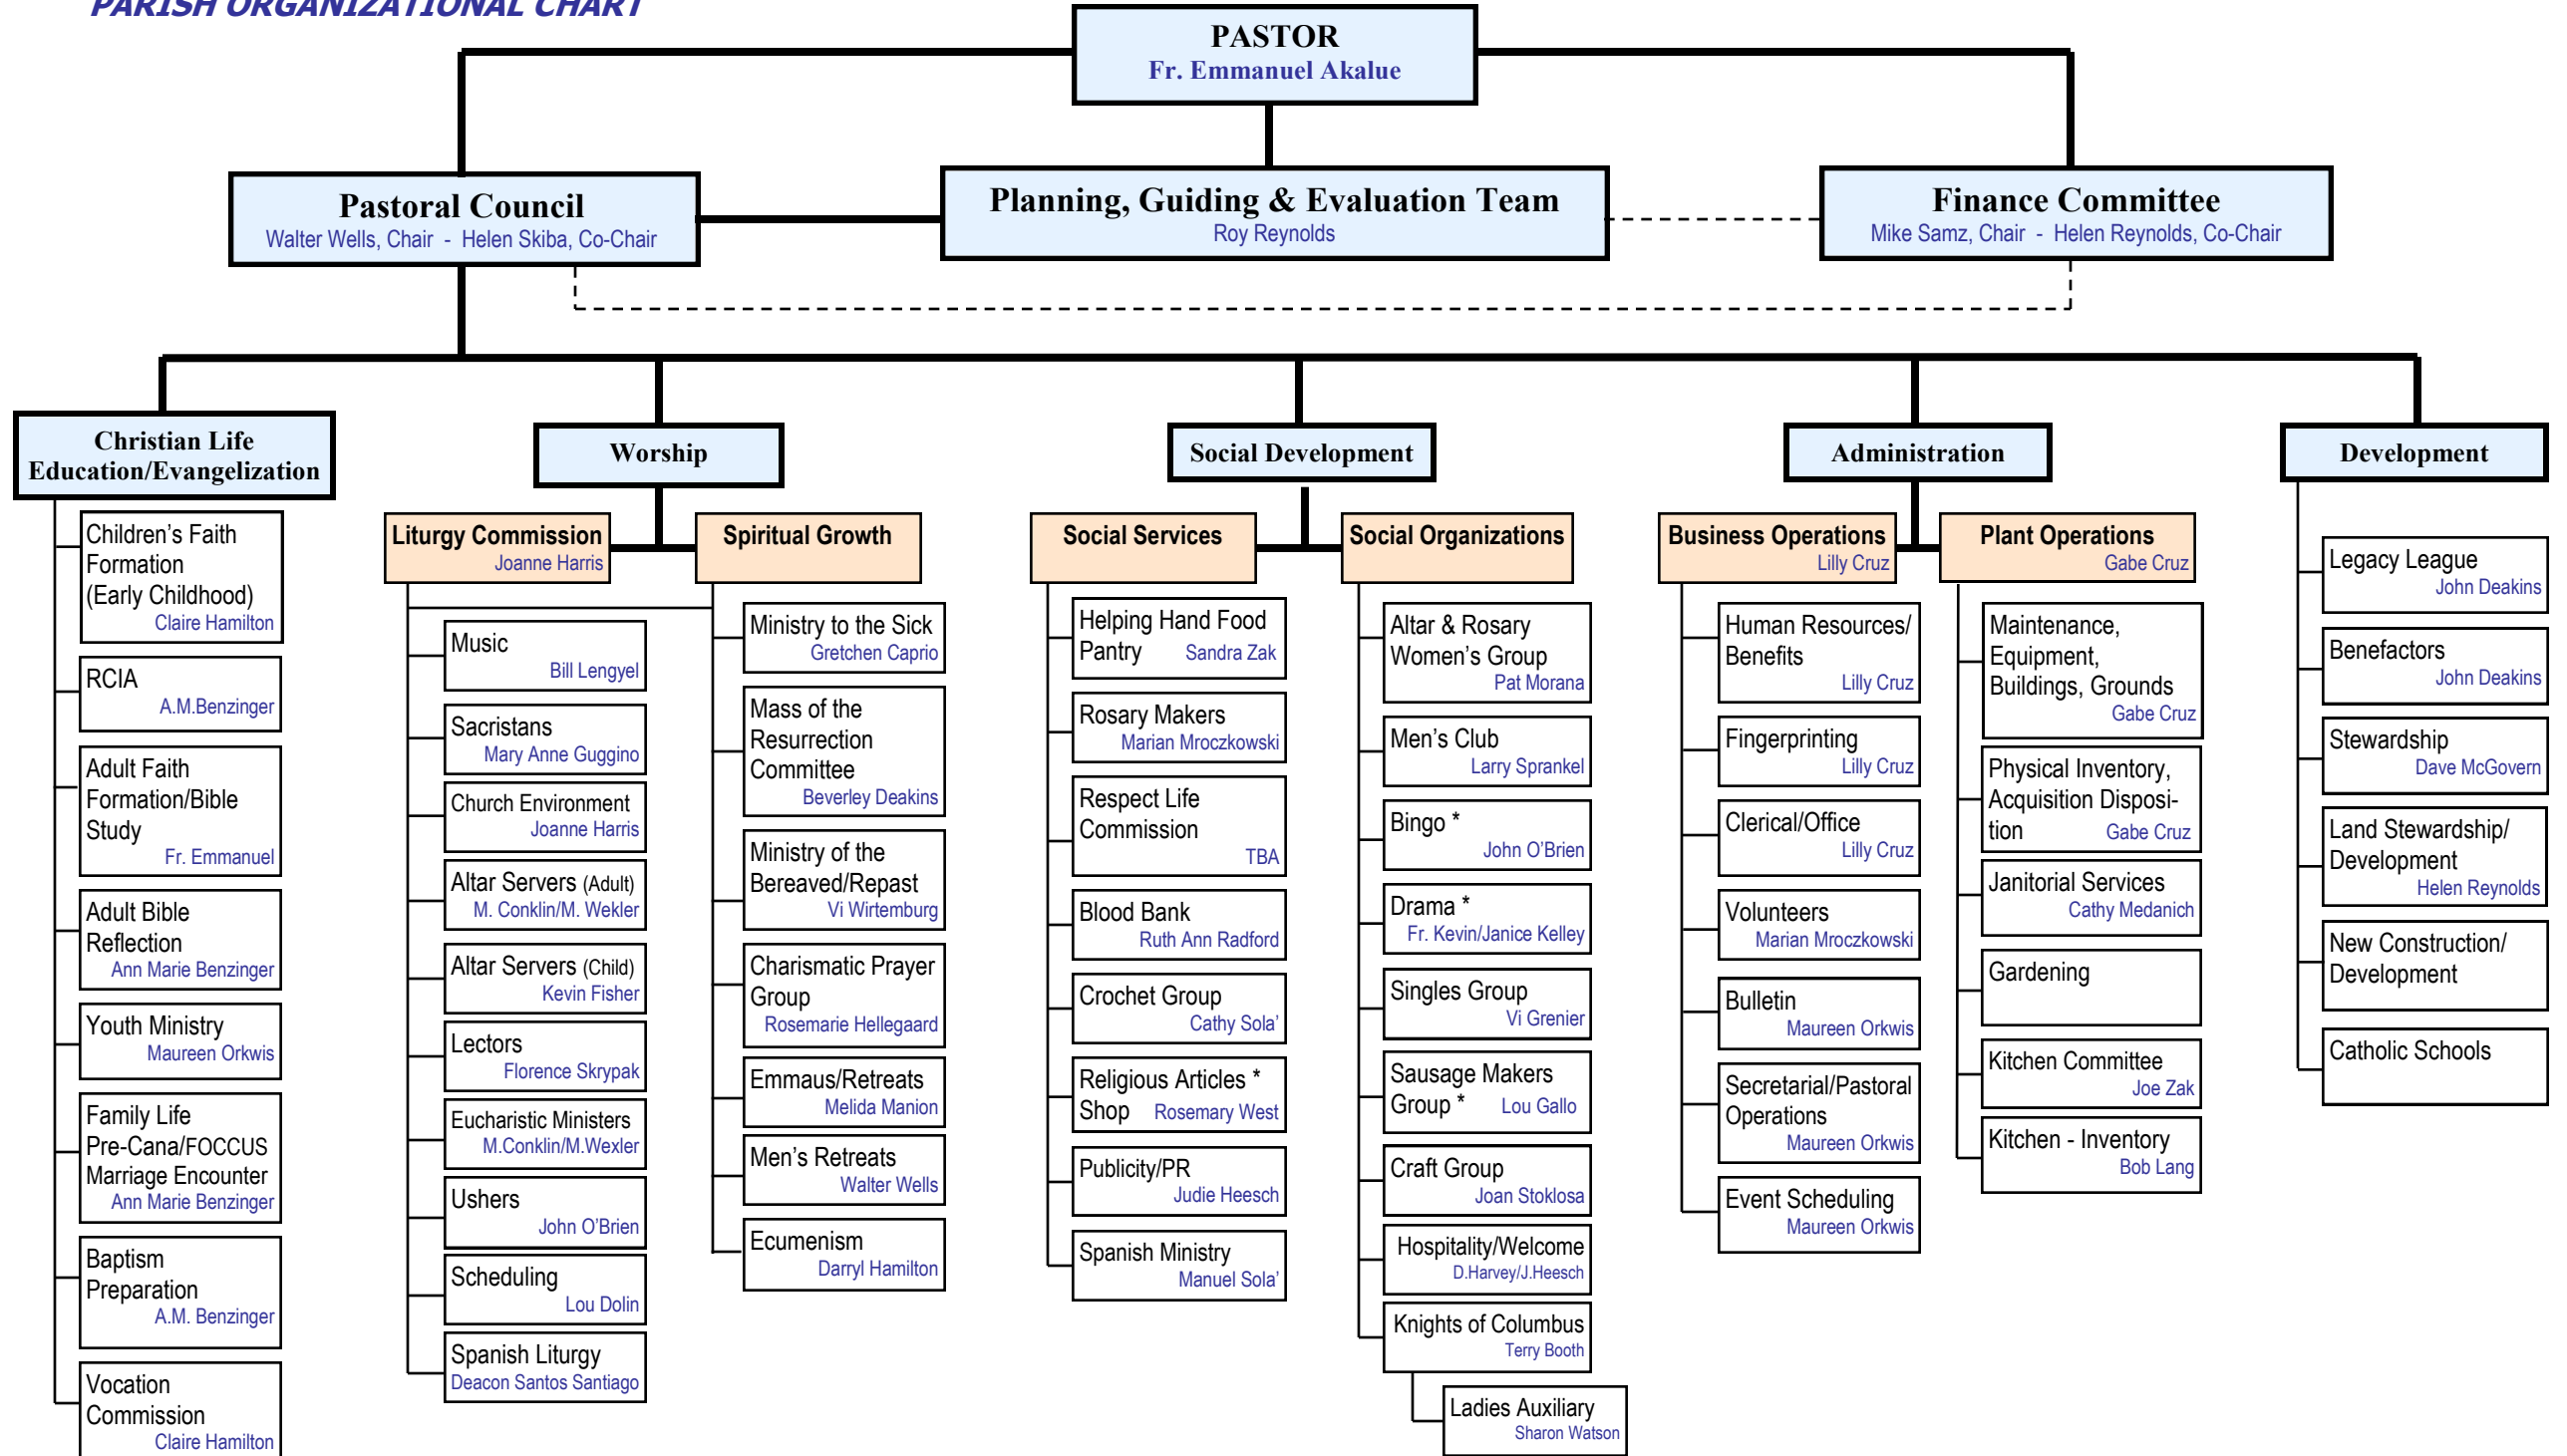 PARISH ORGANIZATIONAL CHART
PASTOR
Fr. Emmanuel Akalue
Pastoral Council
Walter Wells, Chair - Helen Skiba, Co-Chair
Planning, Guiding & Evaluation Team
Roy Reynolds
Finance Committee
Mike Samz, Chair - Helen Reynolds, Co-Chair
Christian Life
Education/Evangelization
Children’s Faith
Formation
(Early Childhood)
Claire Hamilton
RCIA
A.M.Benzinger
Adult Faith
Formation/Bible
Study
Fr. Emmanuel
Adult Bible
Reflection
Ann Marie Benzinger
Youth Ministry
Maureen Orkwis
Family Life
Pre-Cana/FOCCUS
Marriage Encounter
Ann Marie Benzinger
Baptism
Preparation
A.M. Benzinger
Vocation
Commission
Claire Hamilton
Worship
Liturgy Commission
Joanne Harris
Music
Bill Lengyel
Sacristans
Mary Anne Guggino
Church Environment
Joanne Harris
Altar Servers (Adult)
M. Conklin/M. Wekler
Altar Servers (Child)
Kevin Fisher
Lectors
Florence Skrypak
Eucharistic Ministers
M.Conklin/M.Wexler
Ushers
John O’Brien
Scheduling
Lou Dolin
Spanish Liturgy
Deacon Santos Santiago
Spiritual Growth
Ministry to the Sick
Gretchen Caprio
Mass of the
Resurrection
Committee
Beverley Deakins
Ministry of the
Bereaved/Repast
Vi Wirtemburg
Charismatic Prayer
Group
Rosemarie Hellegaard
Emmaus/Retreats
Melida Manion
Men’s Retreats
Walter Wells
Ecumenism
Darryl Hamilton
Social Development
Social Services
Helping Hand Food
Pantry Sandra Zak
Rosary Makers
Marian Mroczkowski
Respect Life
Commission
TBA
Blood Bank
Ruth Ann Radford
Crochet Group
Cathy Sola’
Religious Articles *
Shop Rosemary West
Publicity/PR
Judie Heesch
Spanish Ministry
Manuel Sola’
Social Organizations
Altar & Rosary
Women’s Group
Pat Morana
Men’s Club
Larry Sprankel
Bingo *
John O’Brien
Drama *
Fr. Kevin/Janice Kelley
Singles Group
Vi Grenier
Sausage Makers
Group * Lou Gallo
Craft Group
Joan Stoklosa
Hospitality/Welcome
D.Harvey/J.Heesch
Knights of Columbus
Terry Booth
Ladies Auxiliary
Sharon Watson
Administration
Business Operations
Lilly Cruz
Human Resources/
Benefits
Lilly Cruz
Fingerprinting
Lilly Cruz
Clerical/Office
Lilly Cruz
Volunteers
Marian Mroczkowski
Bulletin
Maureen Orkwis
Secretarial/Pastoral
Operations
Maureen Orkwis
Event Scheduling
Maureen Orkwis
Plant Operations
Gabe Cruz
Maintenance,
Equipment,
Buildings, Grounds
Gabe Cruz
Physical Inventory,
Acquisition Disposi-
tion Gabe Cruz
Janitorial Services
Cathy Medanich
Gardening
Kitchen Committee
Joe Zak
Kitchen - Inventory
Bob Lang
Development
Legacy League
John Deakins
Benefactors
John Deakins
Stewardship
Dave McGovern
Land Stewardship/
Development
Helen Reynolds
New Construction/
Development
Catholic Schools